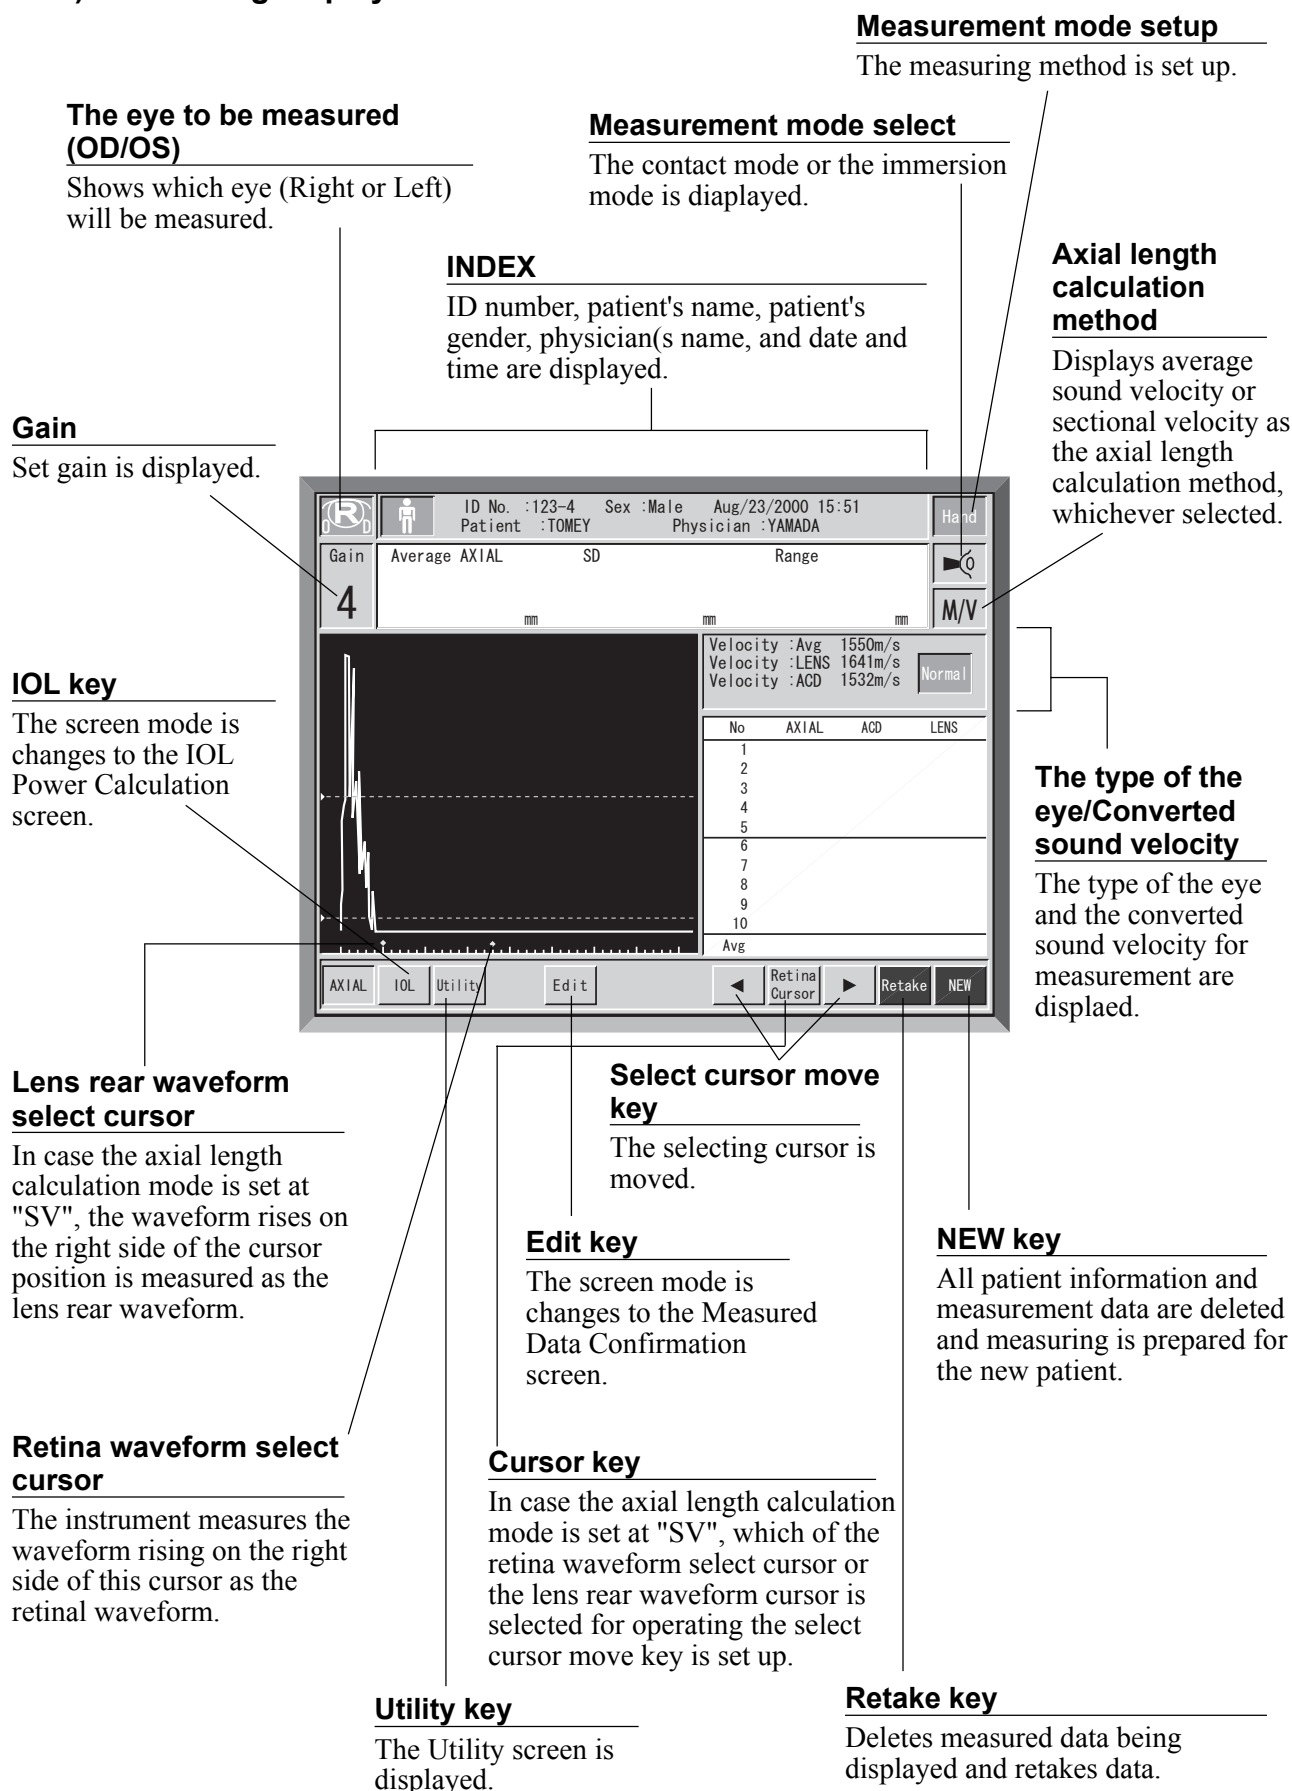 Measurement mode setup
The measuring method is set up.
The eye to be measured
(OD/OS)
Shows which eye (Right or Left)
will be measured.
Measurement mode select
The contact mode or the immersion
mode is diaplayed.
INDEX
ID number, patient's name, patient's
gender, physician(s name, and date and
time are displayed.
Axial length
calculation
method
Displays average
sound velocity or
sectional velocity as
the axial length
calculation method,
whichever selected.
Gain
Set gain is displayed.
R
O D
ID No. :123-4 Sex :Male Aug/23/2000 15:51
Patient :TOMEY Physician :YAMADA
Hand
Gain
4
Average AXIAL SD Range
mm mm mm
M/V
Velocity :Avg 1550m/s
Velocity :LENS 1641m/s
Velocity :ACD 1532m/s
Normal
No AXIAL ACD LENS
1
2
3
4
5
6
7
8
9
10
Avg
AXIAL IOL Utility Edit ◀ Retina
Cursor ▶ Retake NEW
IOL key
The screen mode is
changes to the IOL
Power Calculation
screen.
The type of the
eye/Converted
sound velocity
The type of the eye
and the converted
sound velocity for
measurement are
displaed.
Lens rear waveform
select cursor
In case the axial length
calculation mode is set at
"SV", the waveform rises on
the right side of the cursor
position is measured as the
lens rear waveform.
Select cursor move
key
The selecting cursor is
moved.
Edit key
The screen mode is
changes to the Measured
Data Confirmation
screen.
NEW key
All patient information and
measurement data are deleted
and measuring is prepared for
the new patient.
Retina waveform select
cursor
The instrument measures the
waveform rising on the right
side of this cursor as the
retinal waveform.
Cursor key
In case the axial length calculation
mode is set at "SV", which of the
retina waveform select cursor or
the lens rear waveform cursor is
selected for operating the select
cursor move key is set up.
Utility key
The Utility screen is
displayed.
Retake key
Deletes measured data being
displayed and retakes data.